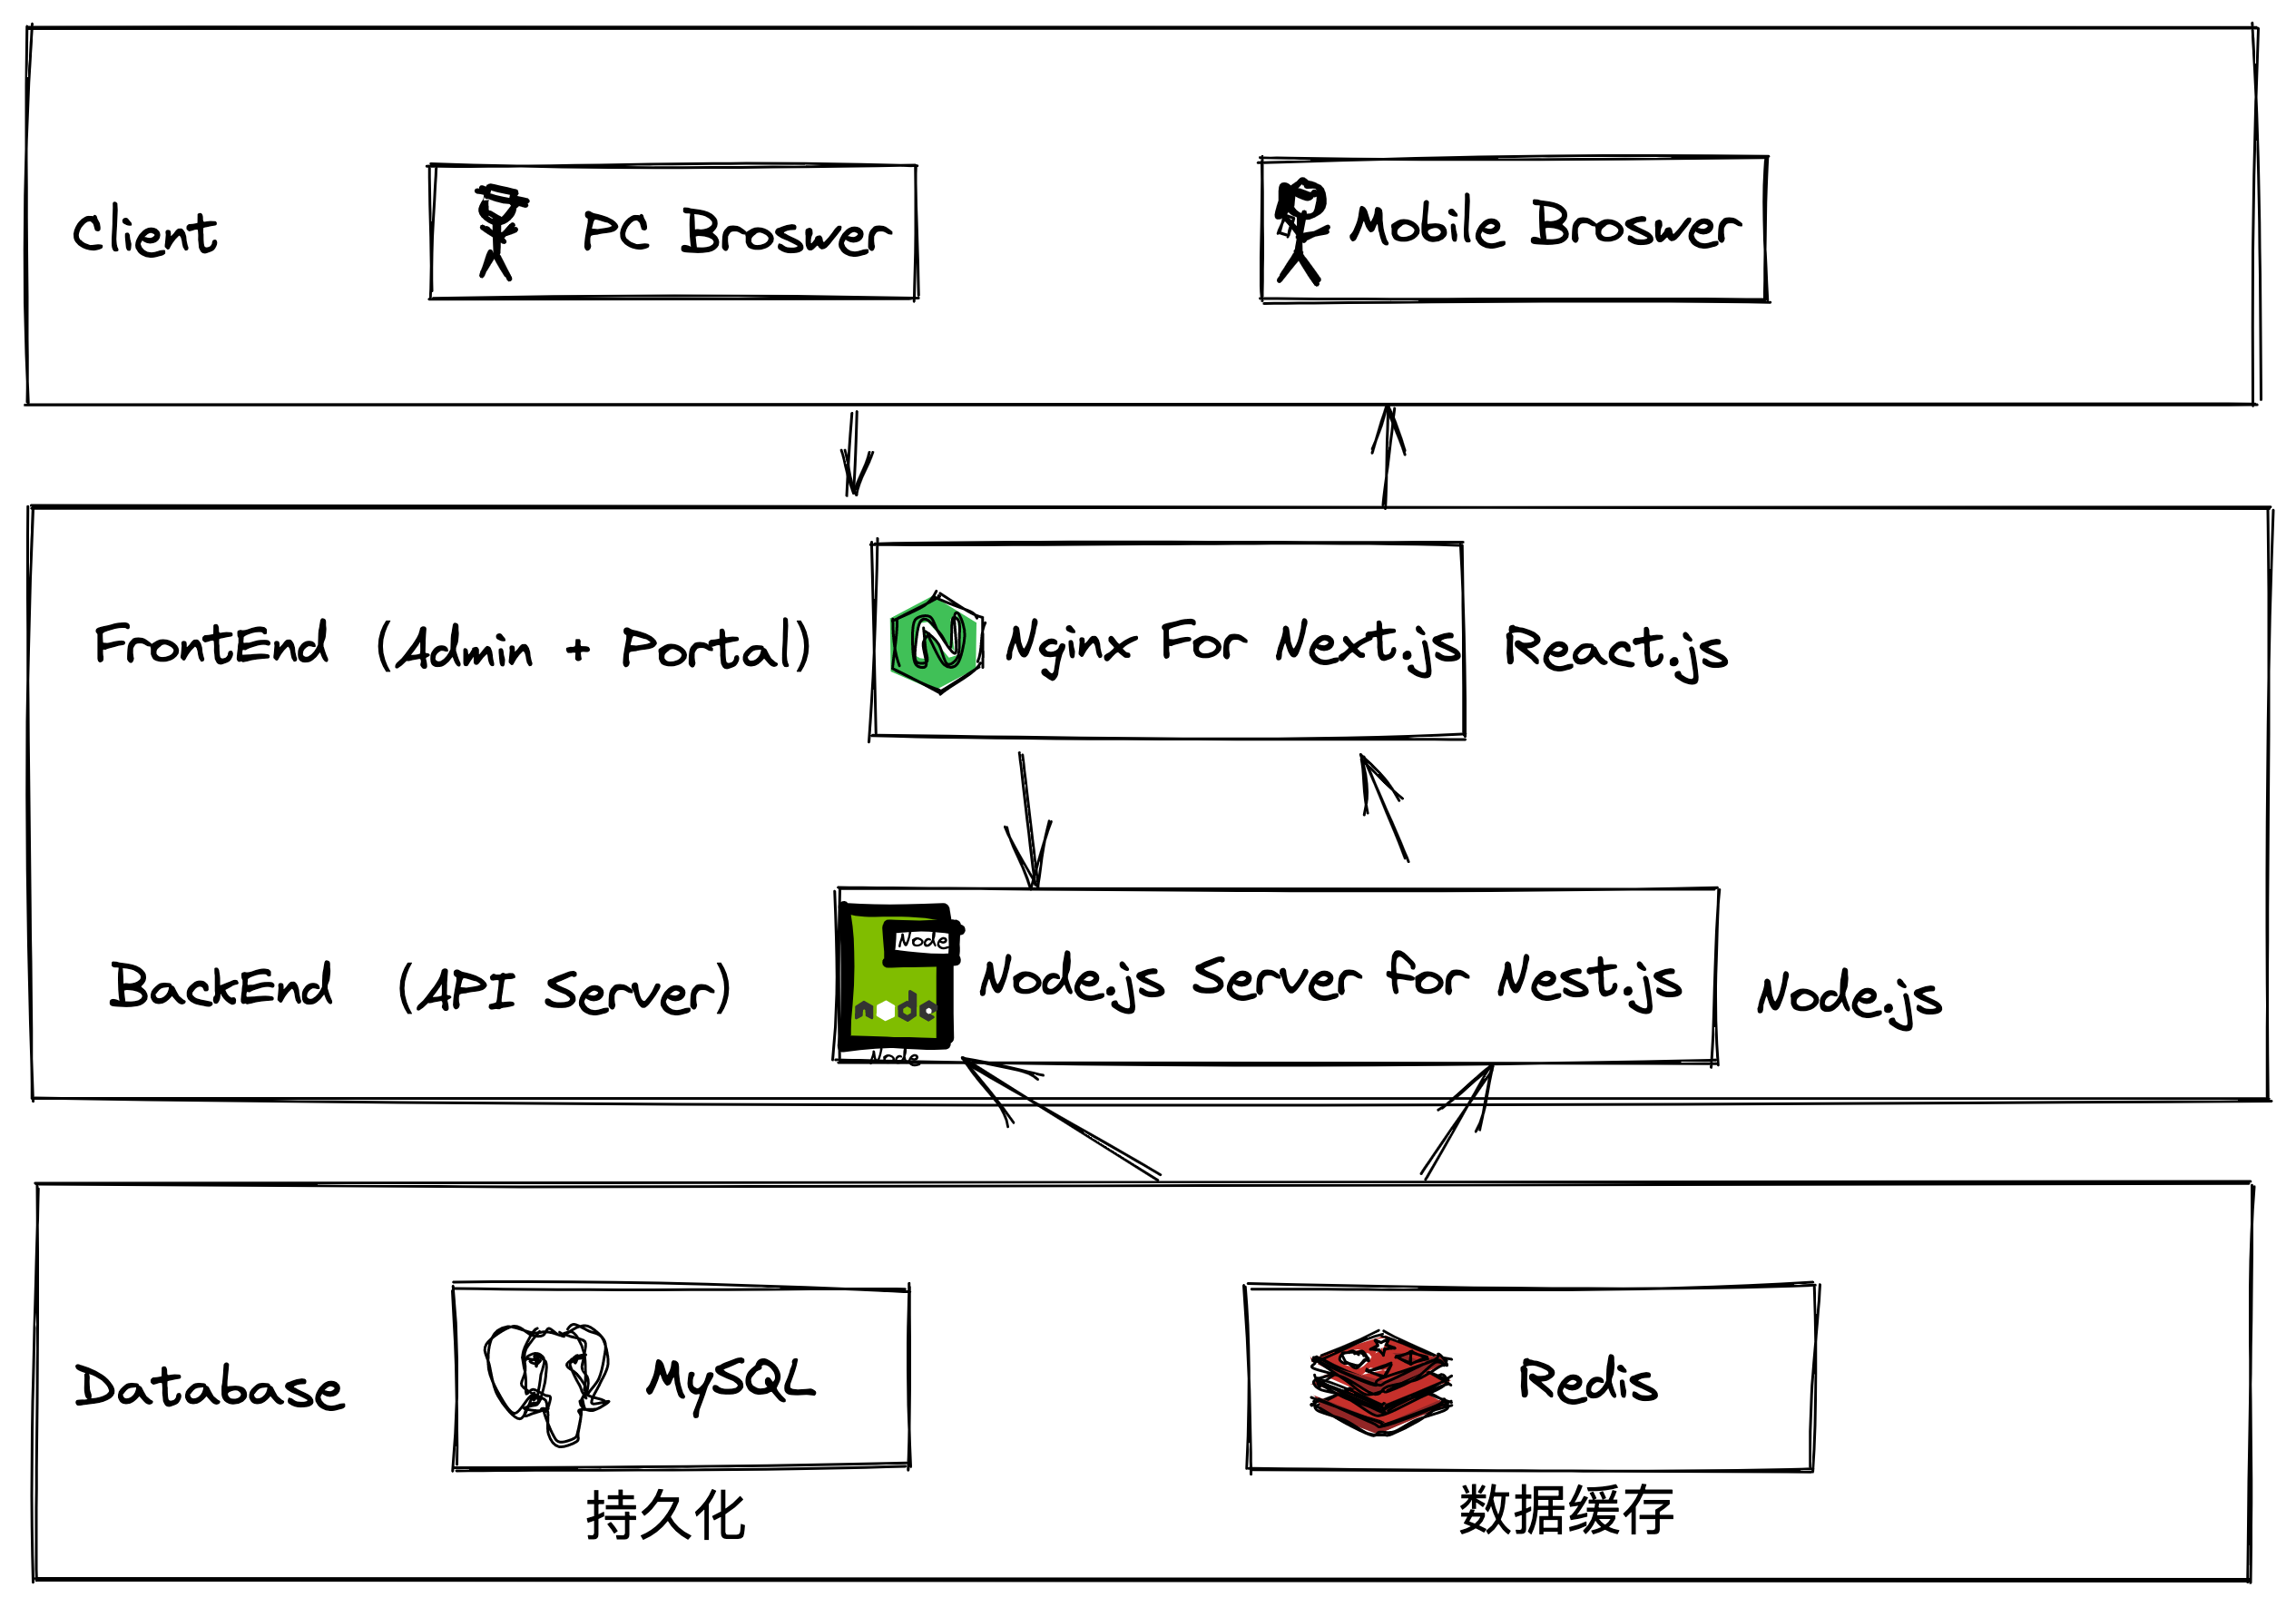 Client
PC Broswer
Mobile Broswer
FrontEnd (Admin + Portal)
N
Nginx For Next.js
React.js
BackEnd (API Server)
Node
node
Node
Node.js Server for Nest.js
Node.js
Database
MySQL
Redis
持久化
数据缓存